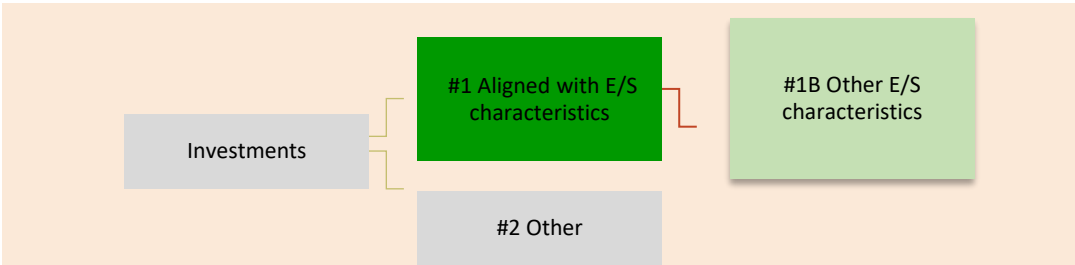 Investments
#1 Aligned with E/S
characteristics
#1B Other E/S
characteristics
#2 Other